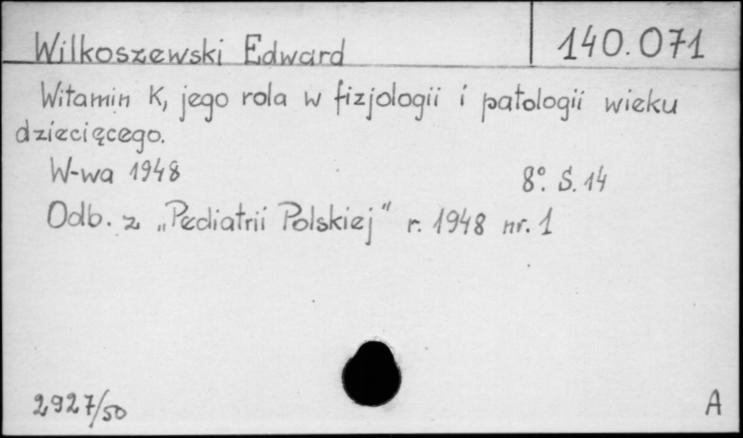 Wilkoszewski Edward 140.071
Witamin K, jego rola w fizjologii i patologii wieku
dziecięcego.
W-wa 1948 8° S. 14
Odb. z „Pediatrii Polskiej" r. 1948 nr. 1
2927/50 A